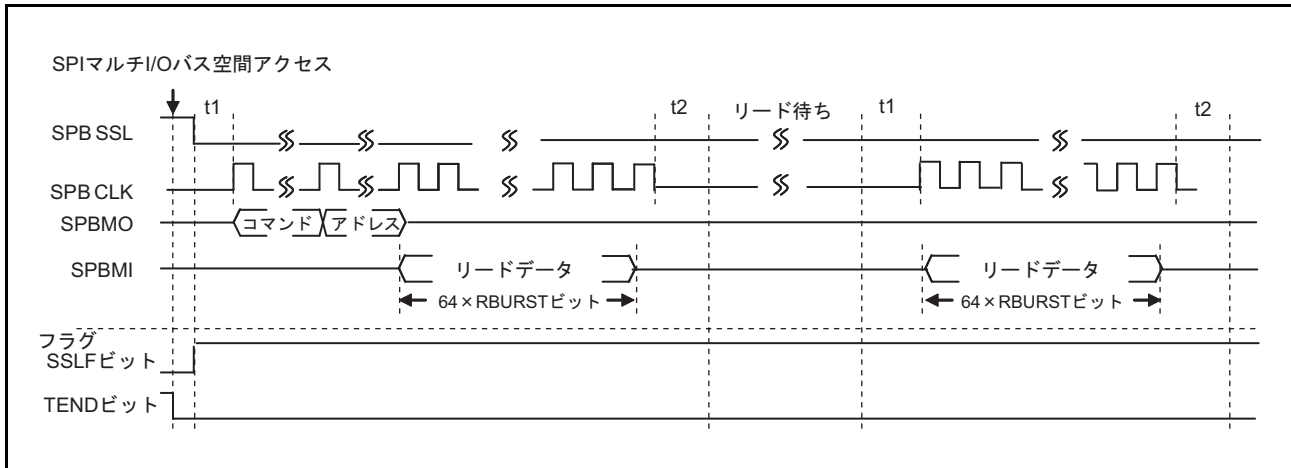 SPIマルチI/Oバス空間アクセス
t1 t2 リード待ち t1 t2
SPB SSL
SPB CLK
SPBMO コマンド アドレス
SPBMI リードデータ リードデータ
64×RBURSTビット 64×RBURSTビット
フラグ
SSLFビット
TENDビット